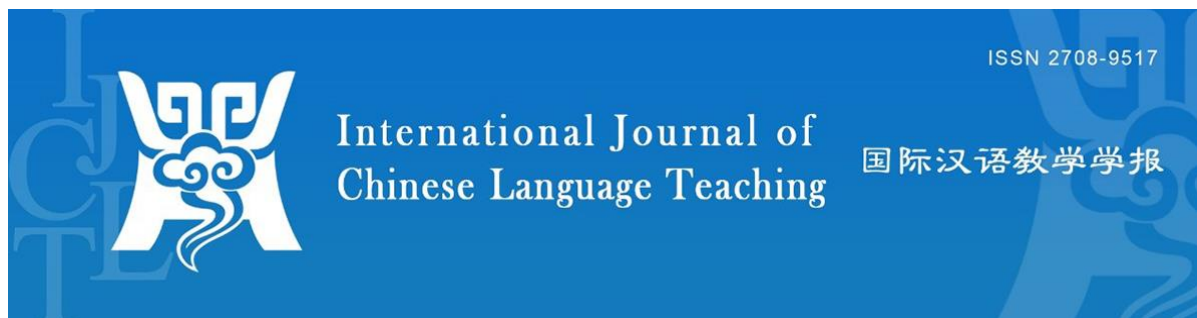 ISSN 2708-9517
International Journal of
Chinese Language Teaching
国际汉语教学学报
I
J
C
L
T